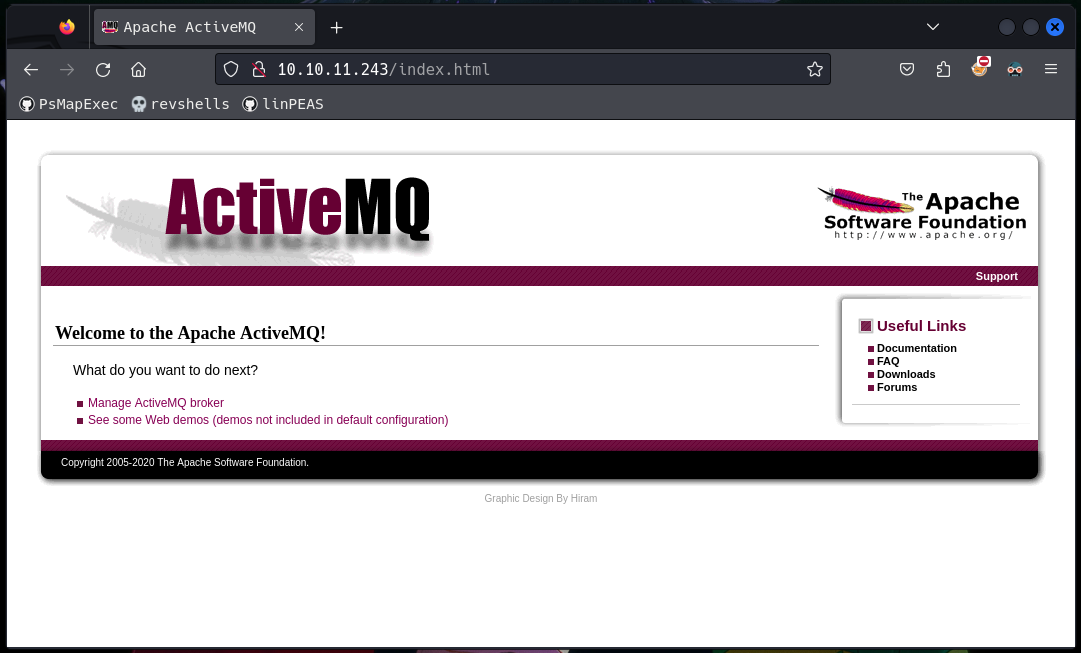 Apache ActiveMQ
10.10.11.243/index.html
PsMapExec revshells linPEAS
ActiveMQ
The Apache
Software Foundation
http://www.apache.org/
Support
Welcome to the Apache ActiveMQ!
What do you want to do next?
Manage ActiveMQ broker
See some Web demos (demos not included in default configuration)
Useful Links
Documentation
FAQ
Downloads
Forums
Copyright 2005-2020 The Apache Software Foundation.
Graphic Design By Hiram